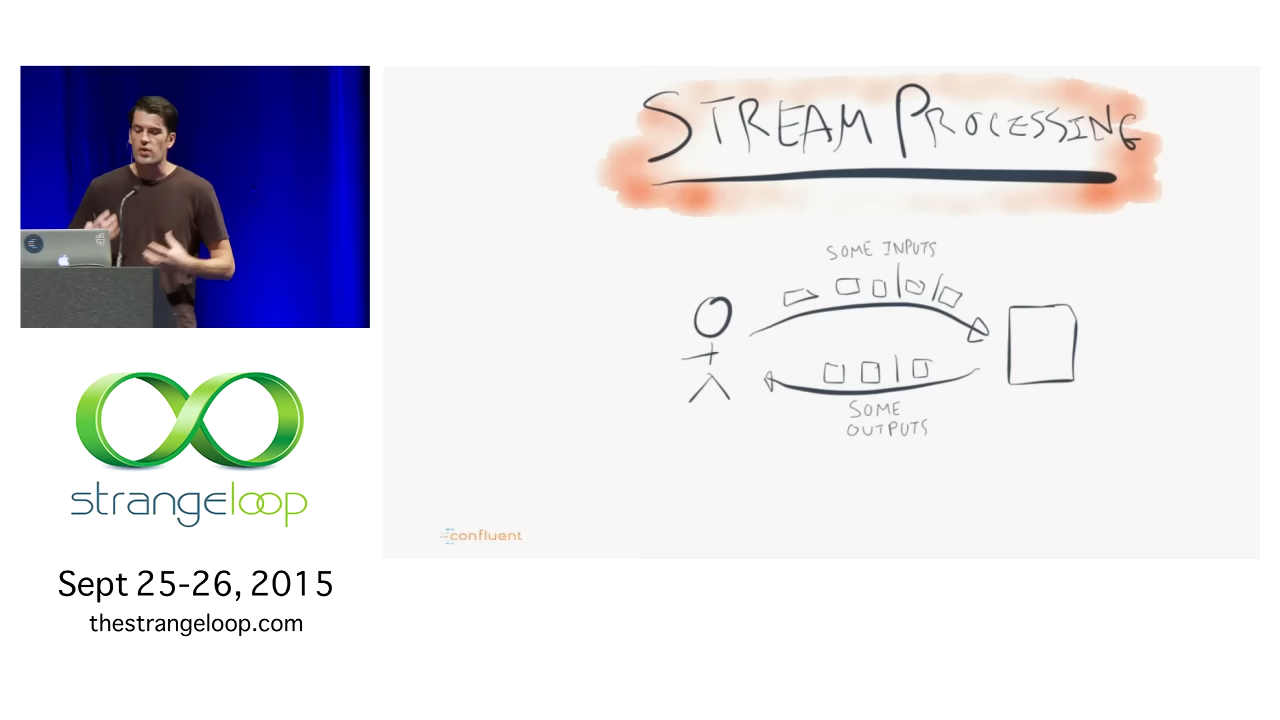 STREAM PROCESSING
SOME INPUTS
SOME
OUTPUTS
confluent
strangeloop
Sept 25-26, 2015
thestrangeloop.com